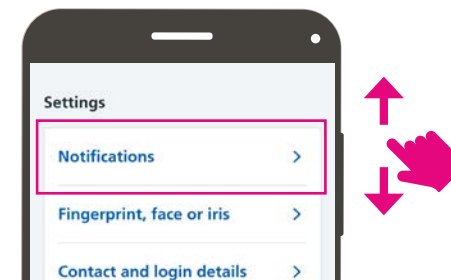 Settings
Notifications
Fingerprint, face or iris
Contact and login details